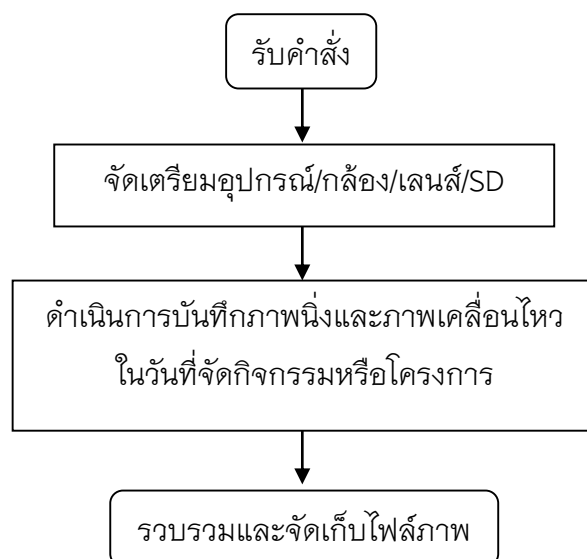 รับคำสั่ง
จัดเตรียมอุปกรณ์/กล้อง/เลนส์/SD
ดำเนินการบันทึกภาพนิ่งและภาพเคลื่อนไหว
ในวันที่จัดกิจกรรมหรือโครงการ
รวบรวมและจัดเก็บไฟล์ภาพ